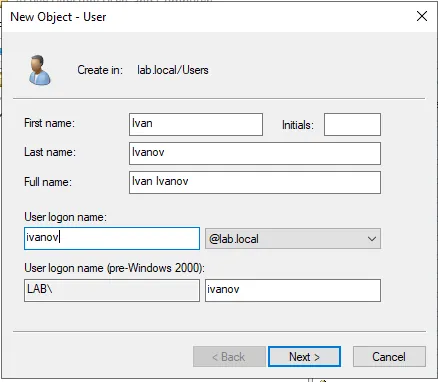 New Object - User
Create in: lab.local/Users
First name: Ivan Initials:
Last name: Ivanov
Full name: Ivan Ivanov
User logon name:
ivanov @lab.local
User logon name (pre-Windows 2000):
LAB\ ivanov
< Back Next > Cancel